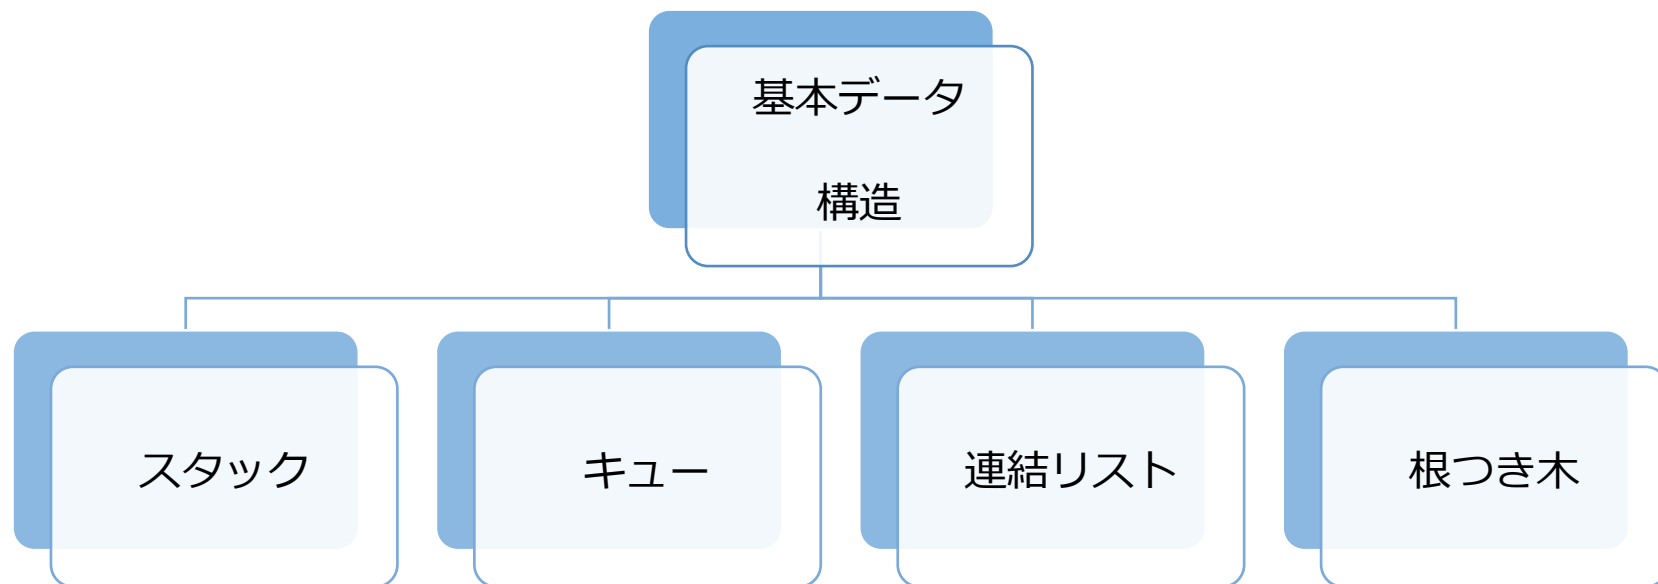 基本データ
構造
スタック
キュー
連結リスト
根つき木